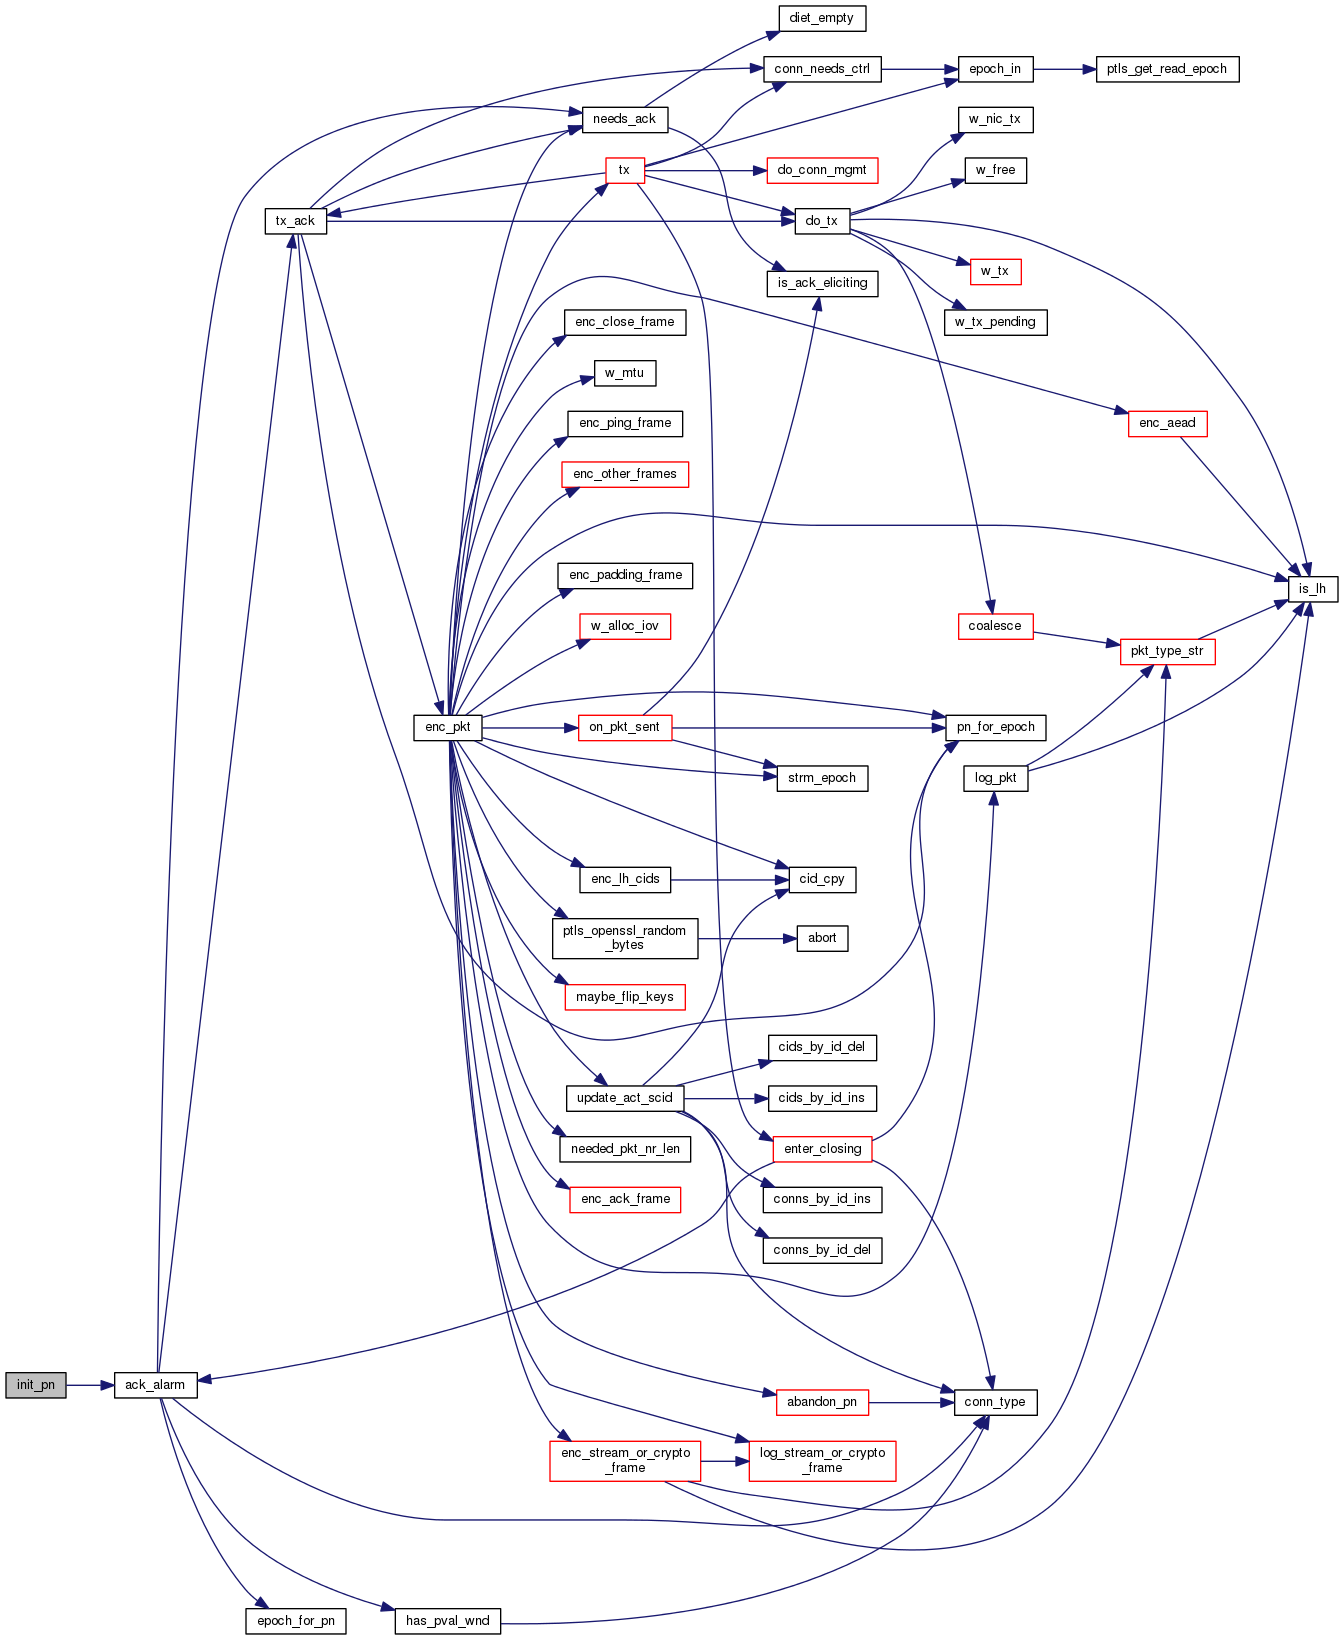 diet_empty
conn_needs_ctrl
epoch_in
ptls_get_read_epoch
needs_ack
w_nic_tx
tx
do_conn_mgmt
w_free
tx_ack
do_tx
w_tx
is_ack_eliciting
enc_close_frame
w_tx_pending
w_mtu
enc_ping_frame
enc_aead
enc_other_frames
enc_padding_frame
is_lh
w_alloc_iov
coalesce
pkt_type_str
enc_pkt
on_pkt_sent
pn_for_epoch
strm_epoch
log_pkt
enc_lh_cids
cid_cpy
ptls_openssl_random
_bytes
abort
maybe_flip_keys
cids_by_id_del
update_act_scid
cids_by_id_ins
needed_pkt_nr_len
enter_closing
enc_ack_frame
conns_by_id_ins
conns_by_id_del
init_pn
ack_alarm
abandon_pn
conn_type
enc_stream_or_crypto
_frame
log_stream_or_crypto
_frame
epoch_for_pn
has_pval_wnd